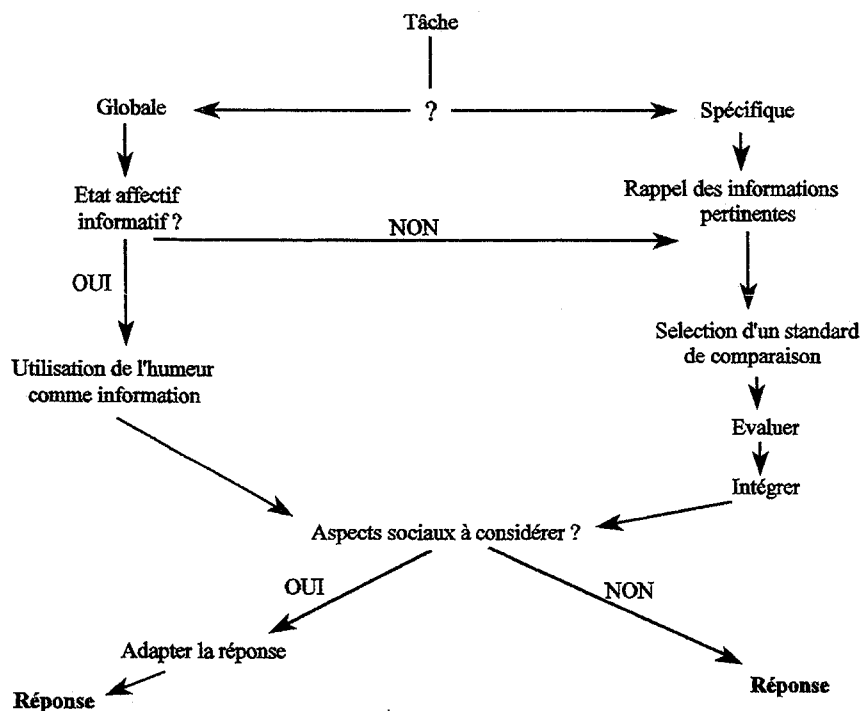 Tâche
Globale
?
Spécifique
Etat affectif
informatif ?
Rappel des informations
pertinentes
NON
OUI
Selection d'un standard
de comparaison
Utilisation de l'humeur
comme information
Evaluer
Intégrer
Aspects sociaux à considérer ?
OUI
NON
Adapter la réponse
Réponse
Réponse